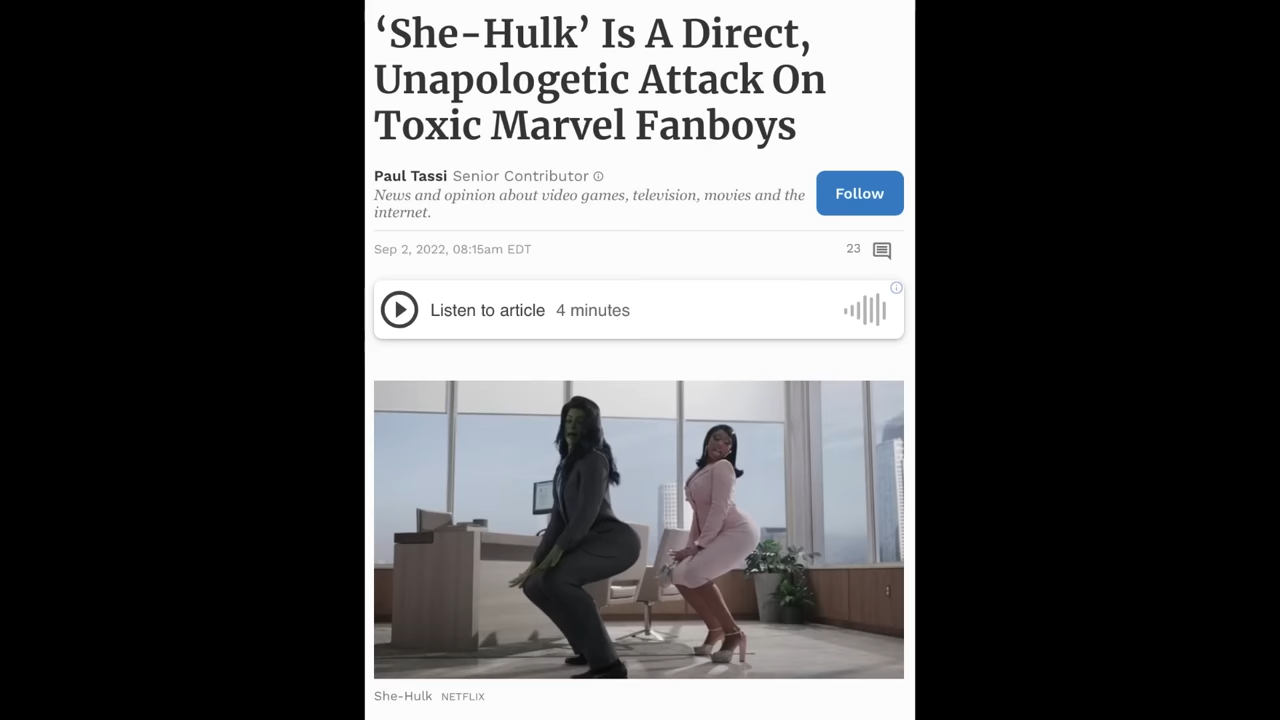 ‘She-Hulk’ Is A Direct,
Unapologetic Attack On
Toxic Marvel Fanboys
Paul Tassi Senior Contributor
News and opinion about video games, television, movies and the
internet.
Follow
Sep 2, 2022, 08:15am EDT
23
Listen to article 4 minutes
She-Hulk NETFLIX